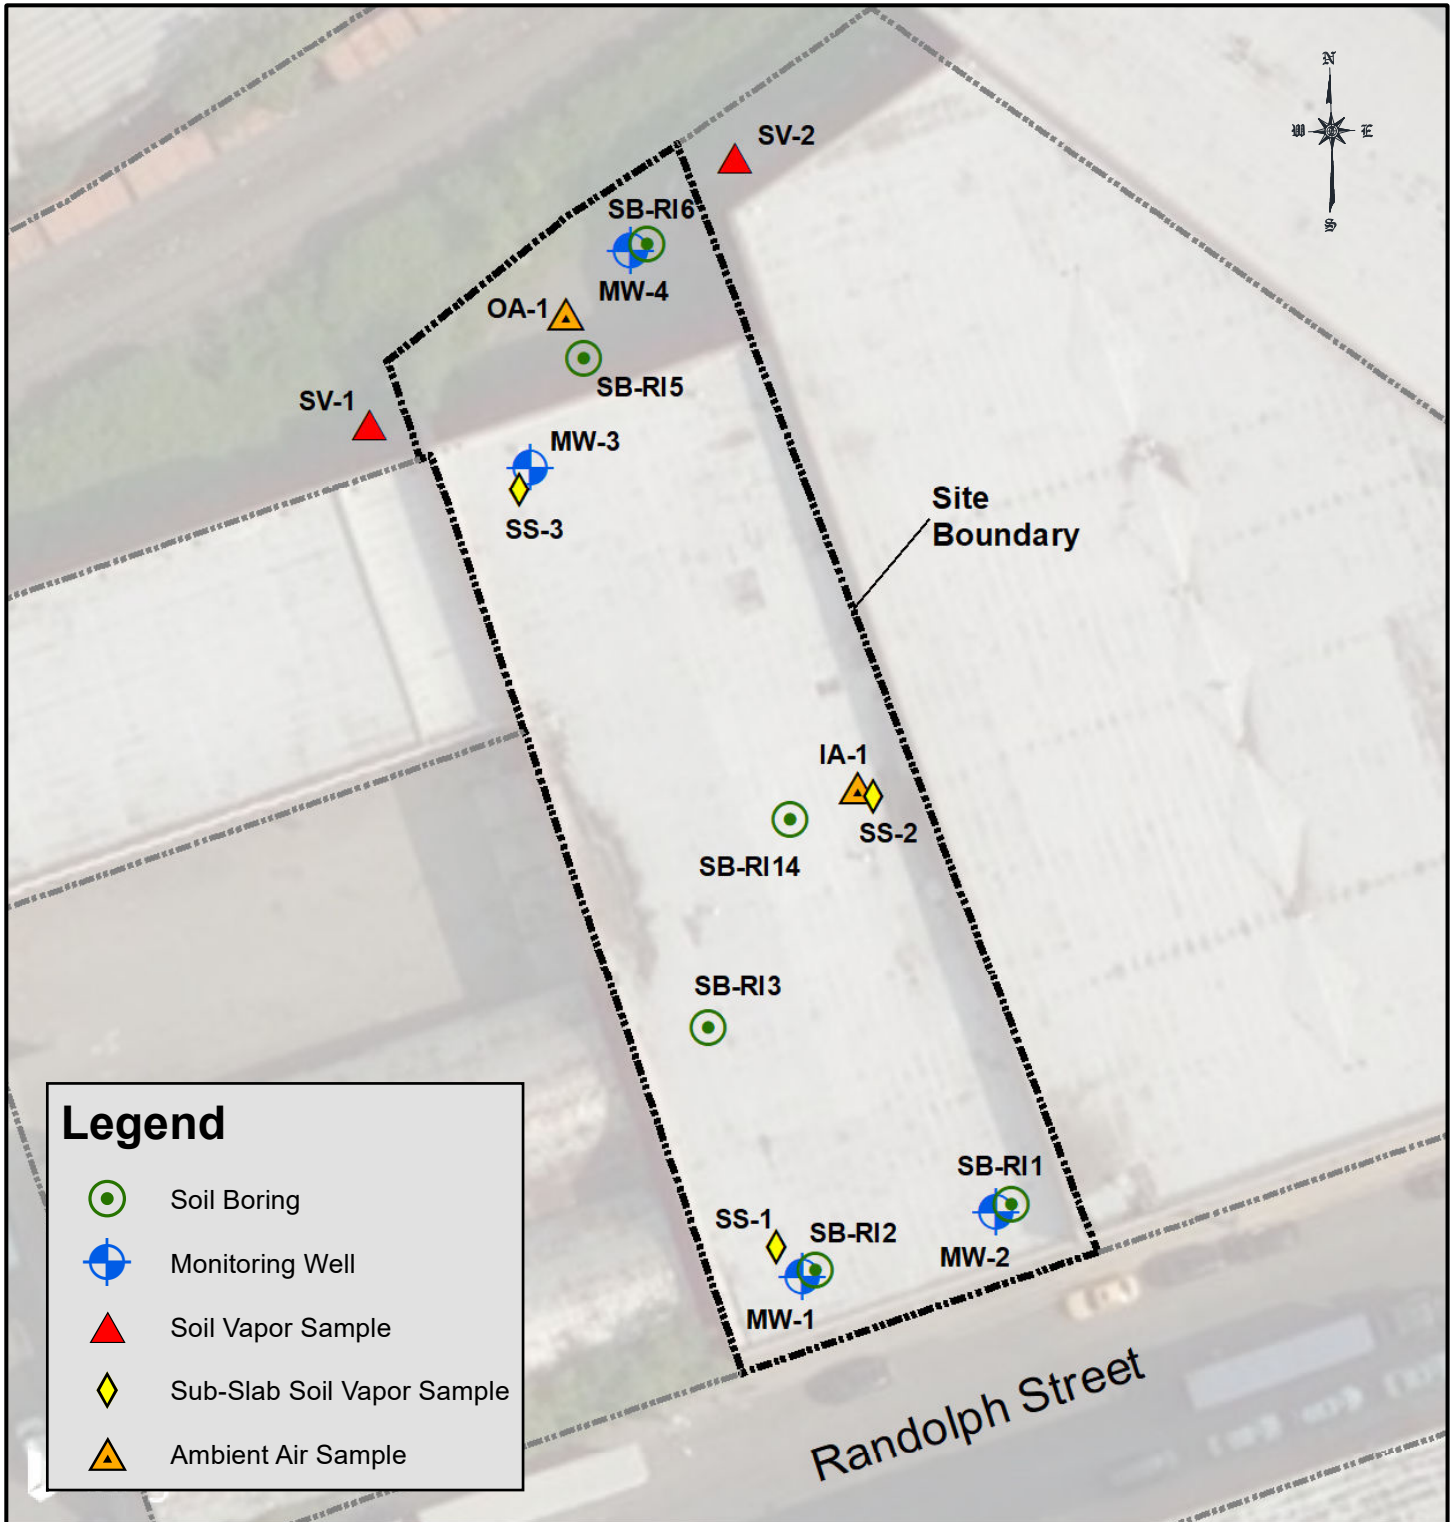 N
W E
S
SV-2
SB-RI6
MW-4
OA-1
SB-RI5
SV-1
MW-3
SS-3
Site
Boundary
IA-1
SS-2
SB-RI14
SB-RI3
SB-RI1
SS-1
SB-RI2
MW-2
MW-1
Randolph Street
Legend
Soil Boring
Monitoring Well
Soil Vapor Sample
Sub-Slab Soil Vapor Sample
Ambient Air Sample